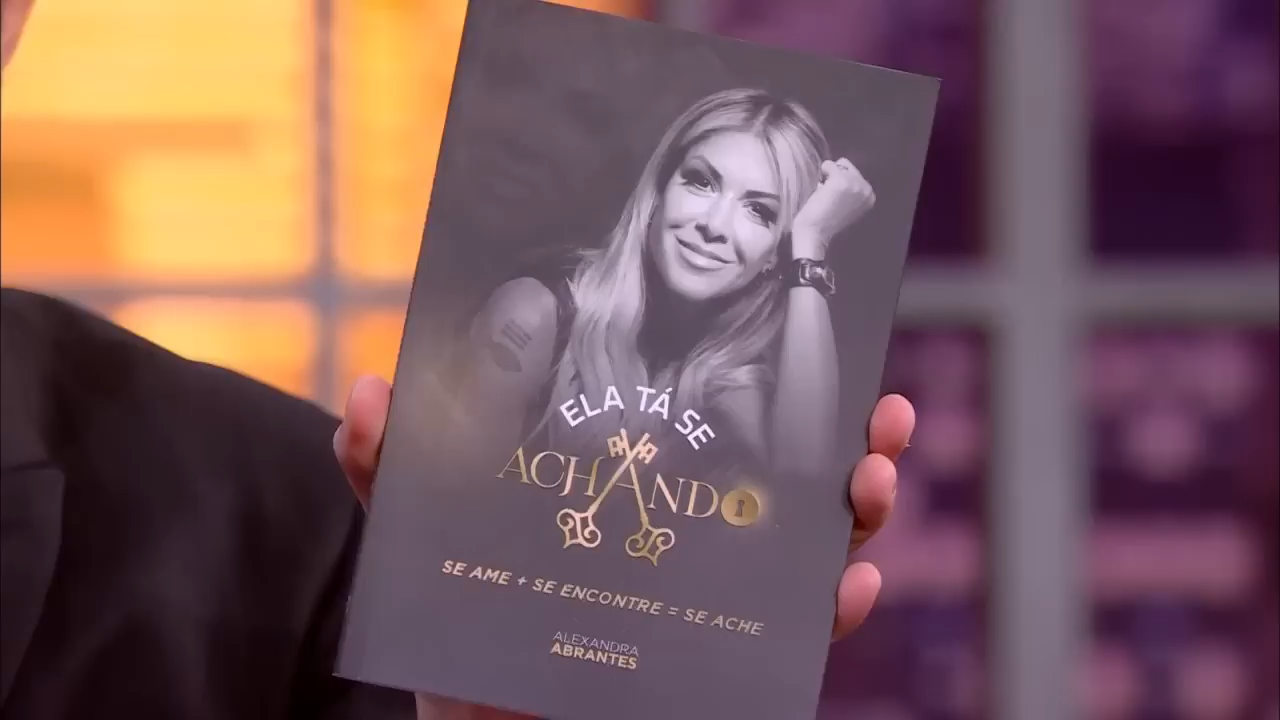 ELA TÁ SE
ACHANDO
SE AME + SE ENCONTRE = SE ACHE
ALEXANDRA
ABRANTES